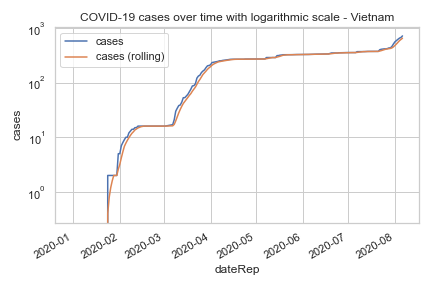 COVID-19 cases over time with logarithmic scale - Vietnam
cases
cases (rolling)
10³
10²
10¹
10⁰
cases
2020-01
2020-02
2020-03
2020-04
2020-05
2020-06
2020-07
2020-08
dateRep